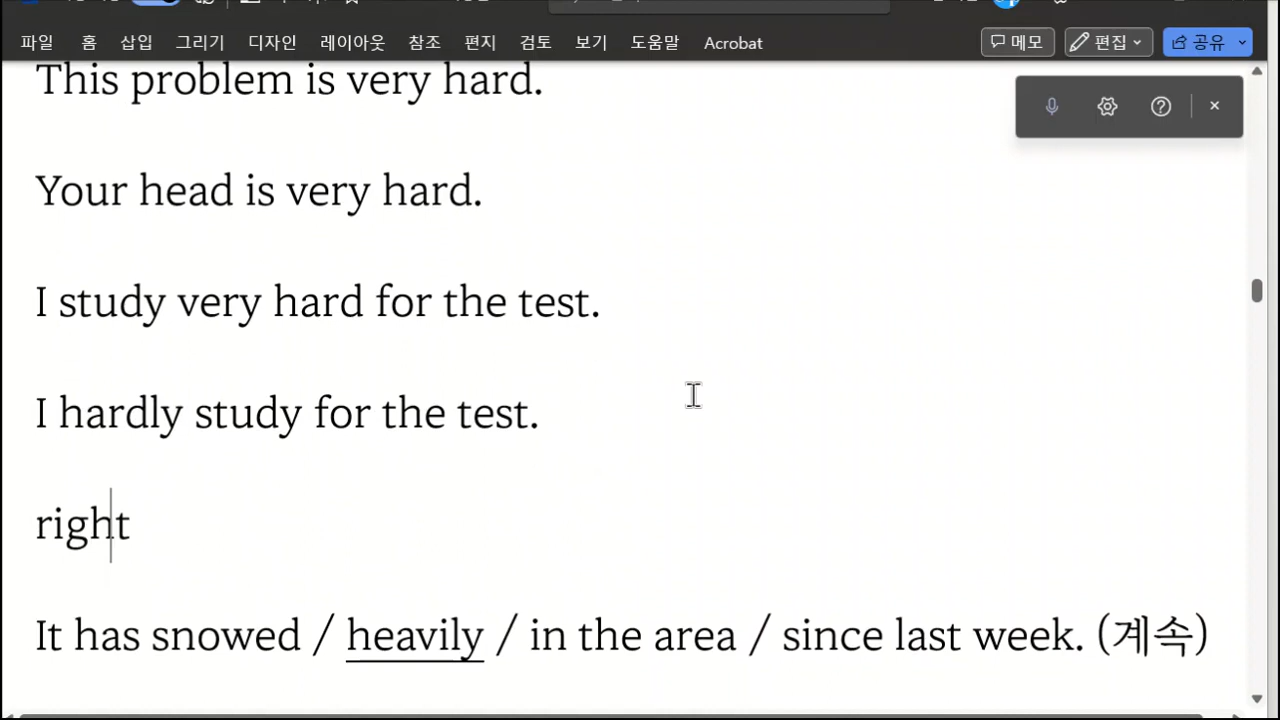 파일 홈 삽입 그리기 디자인 레이아웃 참조 편지 검토 보기 도움말 Acrobat 메모 편집 공유
This problem is very hard.
Your head is very hard.
I study very hard for the test.
I hardly study for the test.
right
It has snowed / heavily / in the area / since last week. (계속)